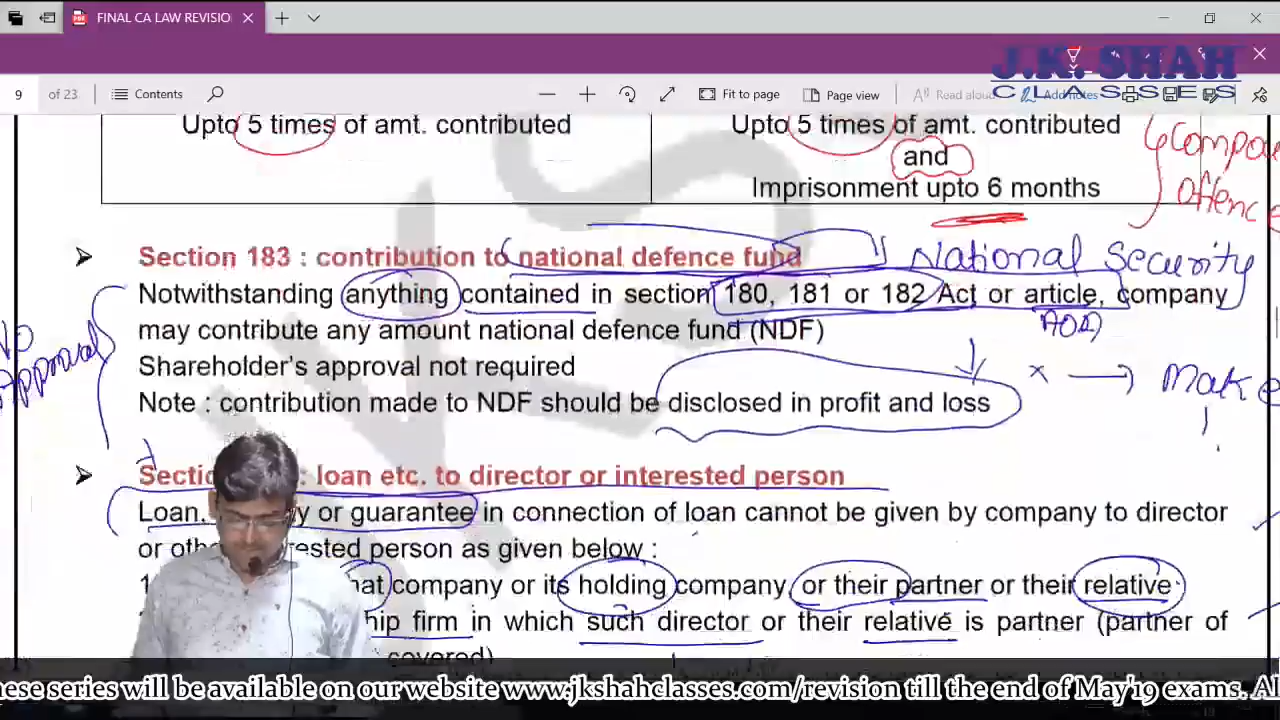 FINAL CA LAW REVISIO
J.K. SHAH
CLASSES
9 of 23 Contents Fit to page Page view Read aloud Add notes
Upto 5 times of amt. contributed
Upto 5 times of amt. contributed
and
Imprisonment upto 6 months
Compou
offence
Section 183 : contribution to national defence fund
National Security
Notwithstanding anything contained in section 180, 181 or 182 Act or article, company
AOA
may contribute any amount national defence fund (NDF)
Shareholder's approval not required
No
Approval
x → Make
Note : contribution made to NDF should be disclosed in profit and loss
Sectio : loan etc. to director or interested person
Loan, y or guarantee in connection of loan cannot be given by company to director
or oth rested person as given below :
1 hat company or its holding company, or their partner or their relative
hip firm in which such director or their relative is partner (partner of
covered)
hese series will be available on our website www.jkshahclasses.com/revision till the end of May'19 exams. Al